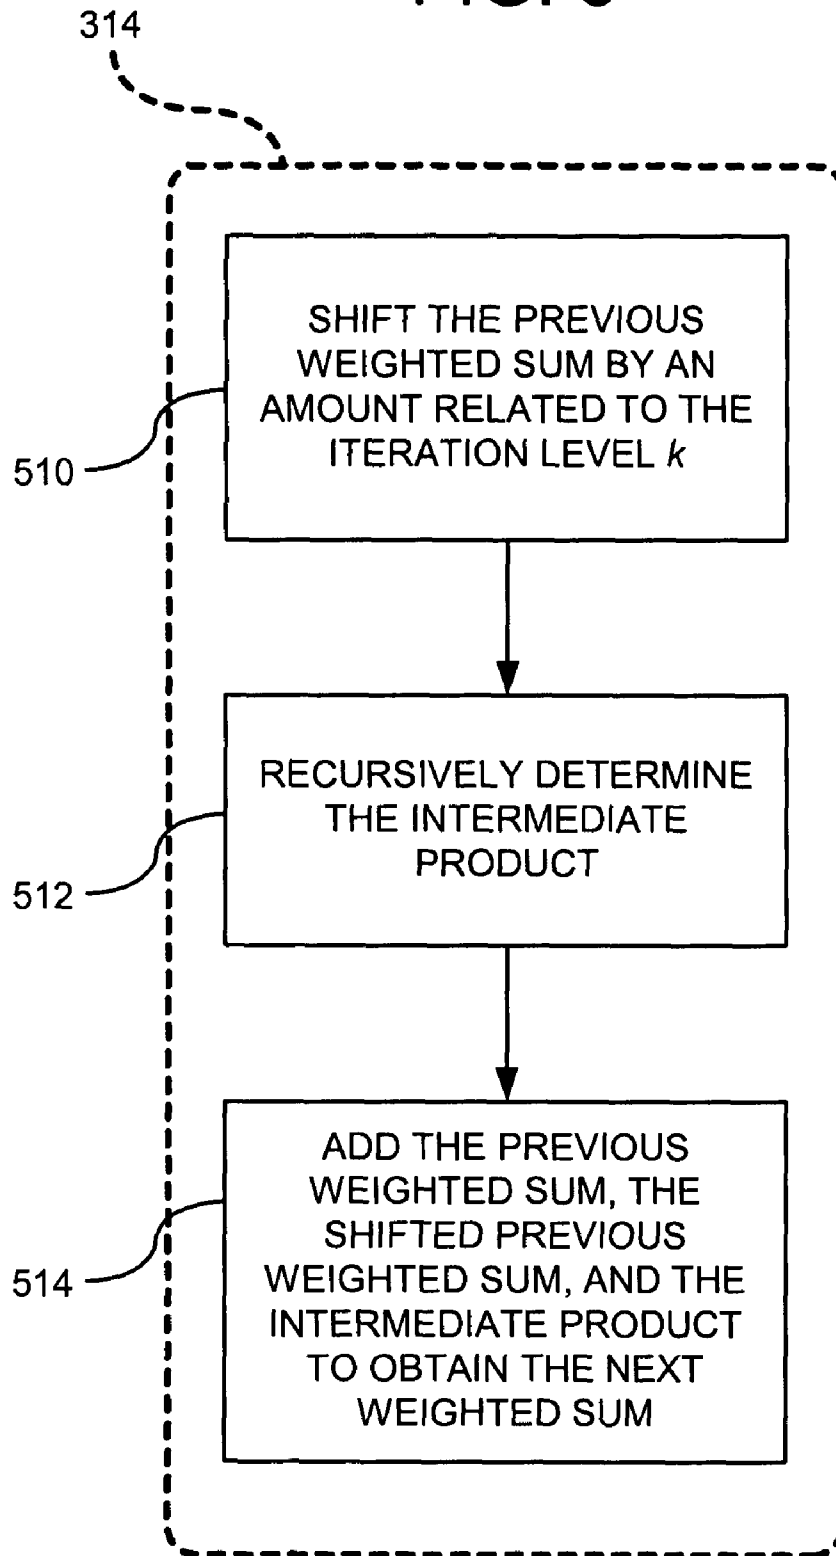 314
SHIFT THE PREVIOUS
WEIGHTED SUM BY AN
AMOUNT RELATED TO THE
ITERATION LEVEL k
510
RECURSIVELY DETERMINE
THE INTERMEDIATE
PRODUCT
512
ADD THE PREVIOUS
WEIGHTED SUM, THE
SHIFTED PREVIOUS
WEIGHTED SUM, AND THE
INTERMEDIATE PRODUCT
TO OBTAIN THE NEXT
WEIGHTED SUM
514